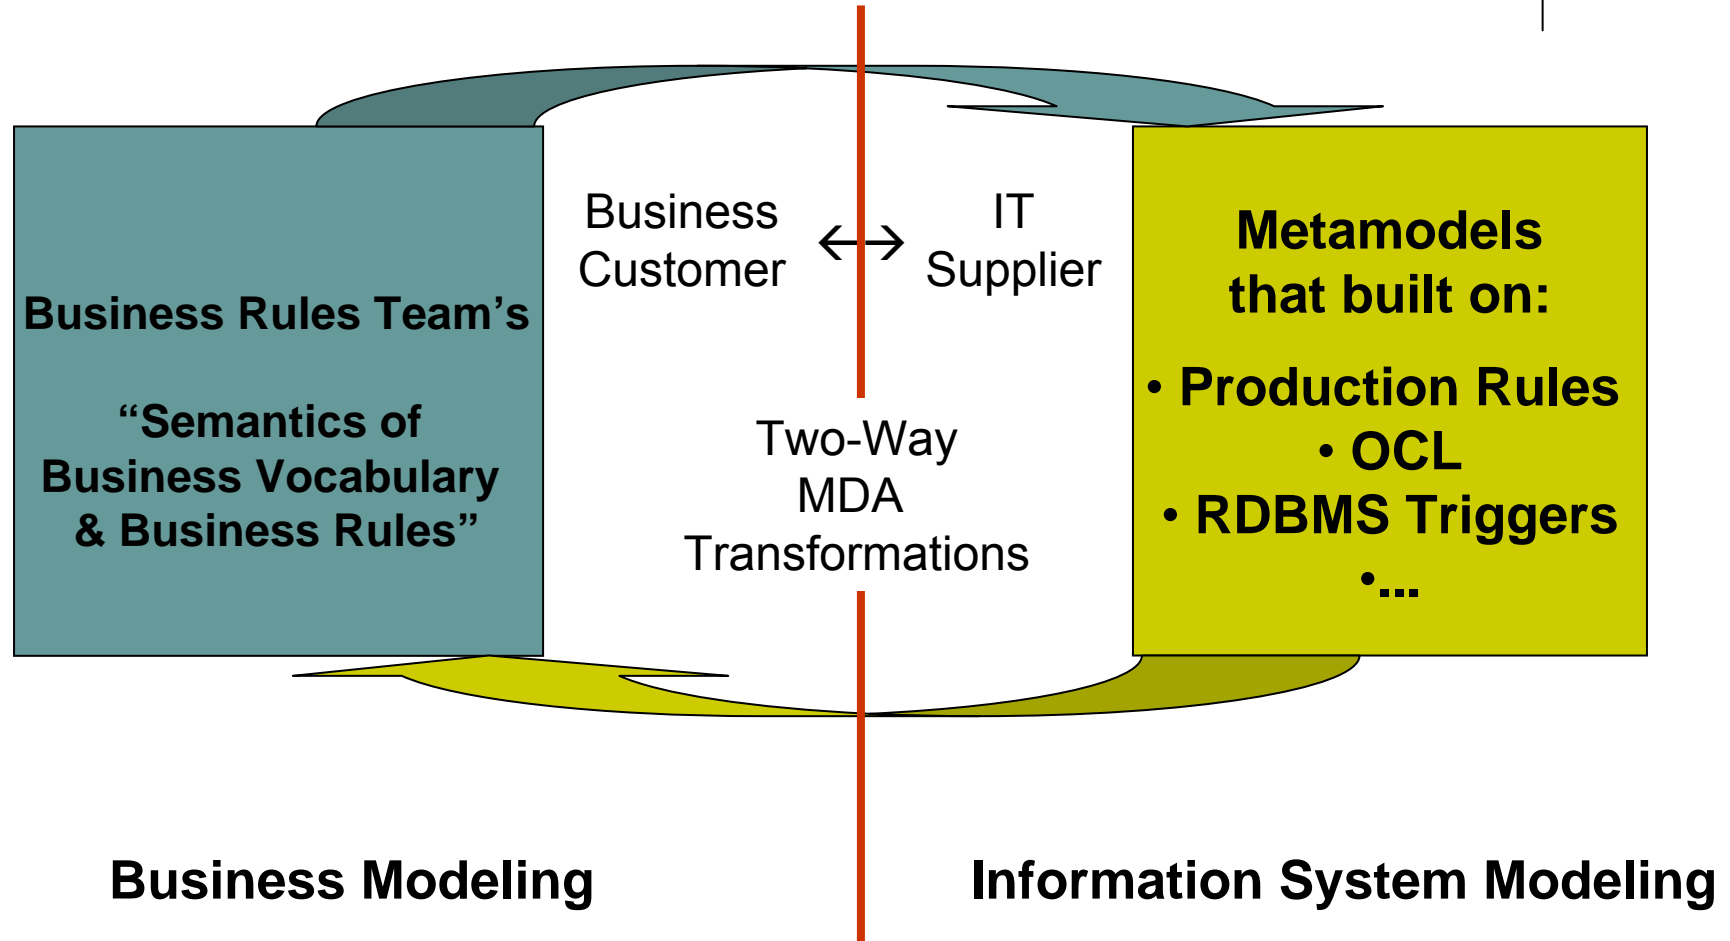 Business Rules Team’s
“Semantics of
Business Vocabulary
& Business Rules”
Business
Customer
↔
IT
Supplier
Two-Way
MDA
Transformations
Metamodels
that built on:
• Production Rules
• OCL
• RDBMS Triggers
•...
Business Modeling
Information System Modeling